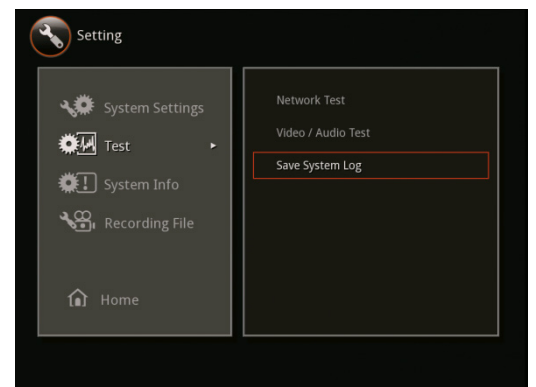 Setting
System Settings
Test
System Info
Recording File
Home
Network Test
Video / Audio Test
Save System Log